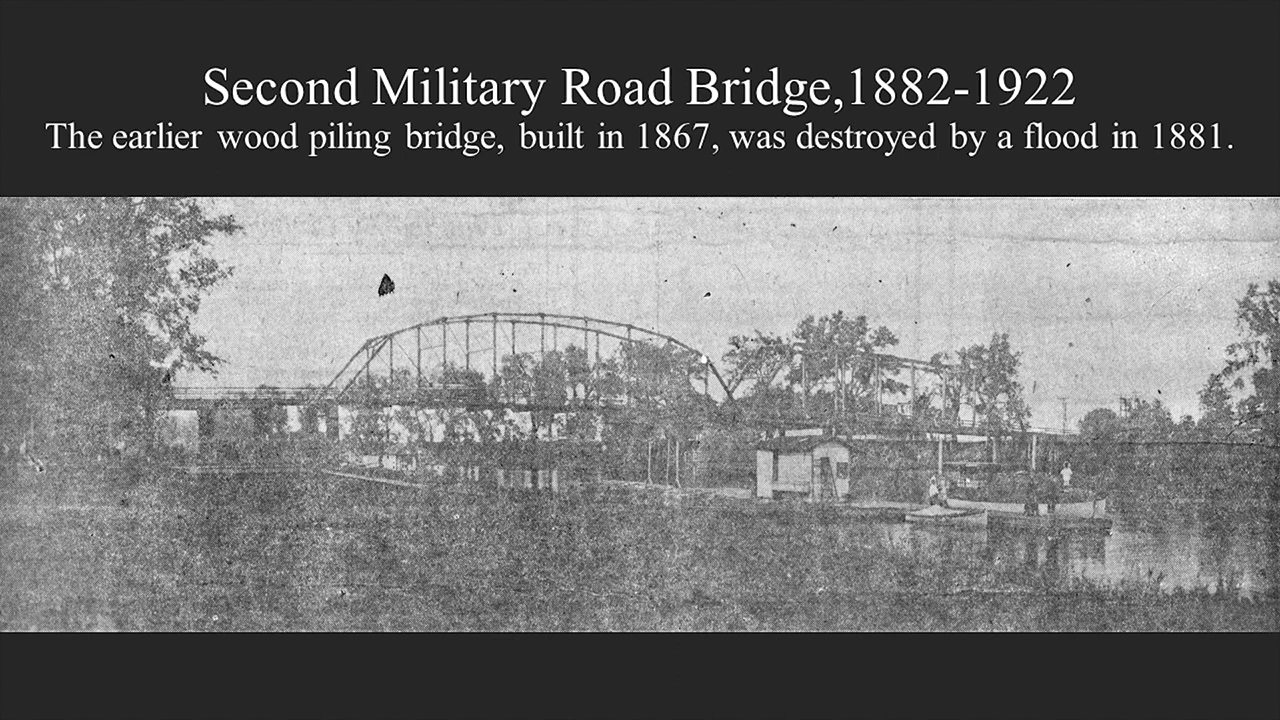 Second Military Road Bridge,1882-1922
The earlier wood piling bridge, built in 1867, was destroyed by a flood in 1881.